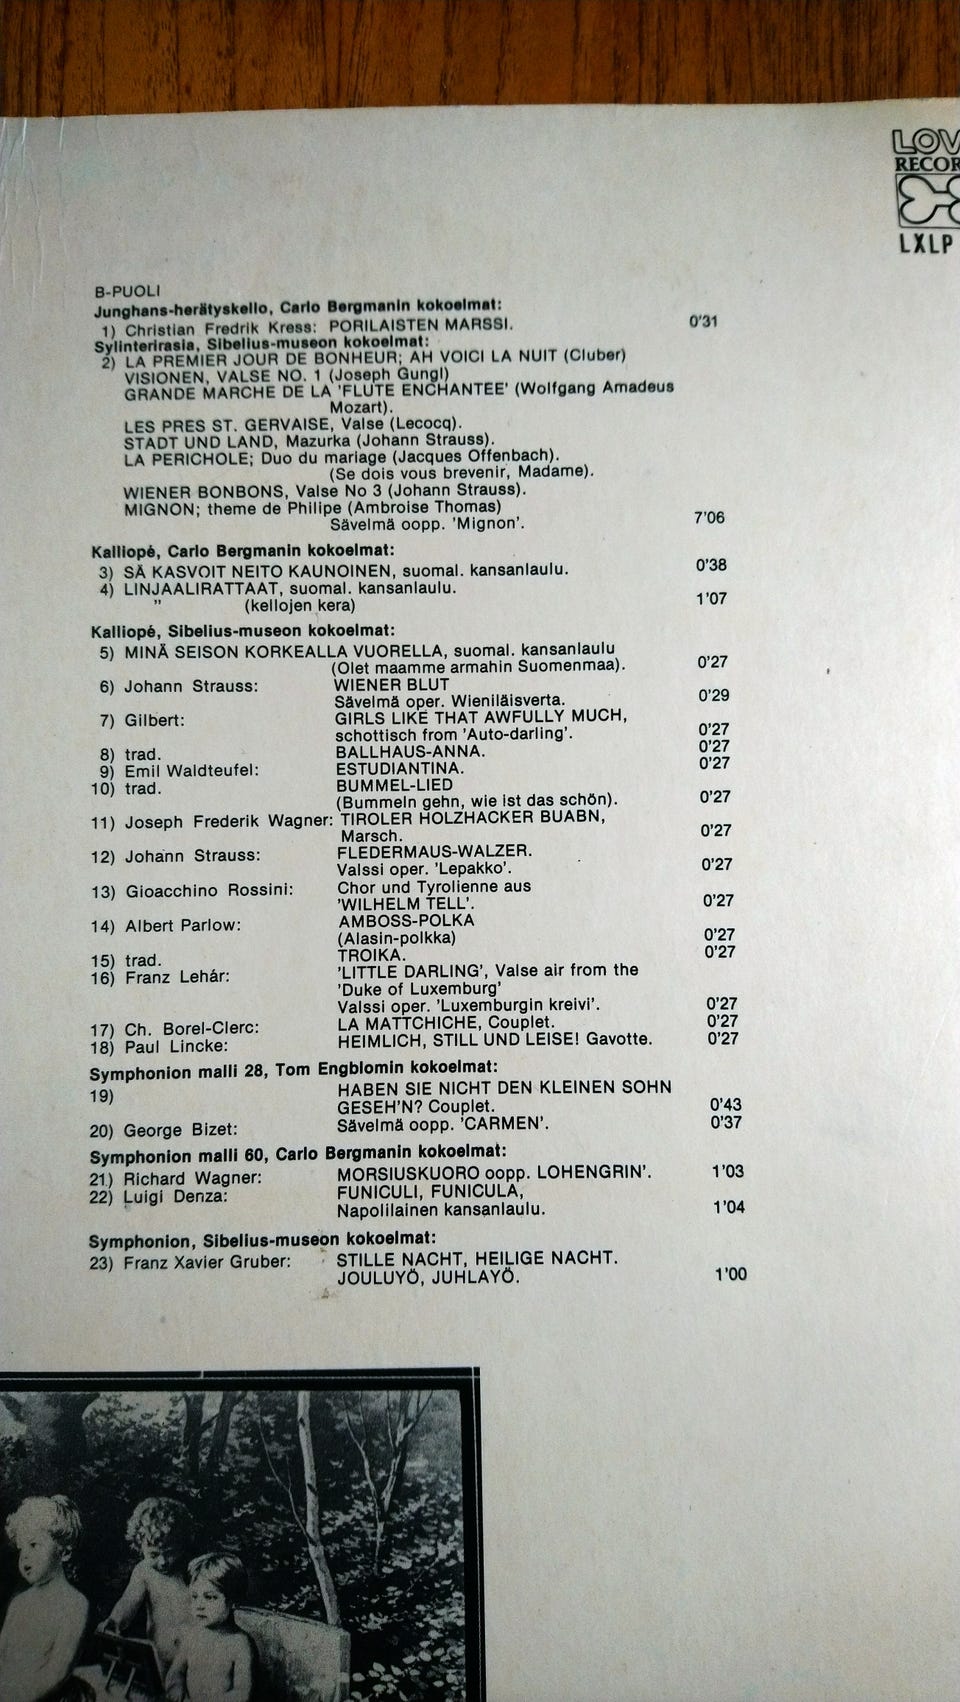 LOV
RECOR
LXLP
B-PUOLI
Junghans-herätyskello, Carlo Bergmanin kokoelmat:
1) Christian Fredrik Kress: PORILAISTEN MARSSI. 0'31
Sylinterirasia, Sibelius-museon kokoelmat:
2) LA PREMIER JOUR DE BONHEUR; AH VOICI LA NUIT (Cluber)
VISIONEN, VALSE NO. 1 (Joseph Gungl)
GRANDE MARCHE DE LA 'FLUTE ENCHANTEE' (Wolfgang Amadeus
Mozart).
LES PRES ST. GERVAISE, Valse (Lecocq).
STADT UND LAND, Mazurka (Johann Strauss).
LA PERICHOLE; Duo du mariage (Jacques Offenbach).
(Se dois vous brevenir, Madame).
WIENER BONBONS, Valse No 3 (Johann Strauss).
MIGNON; theme de Philipe (Ambroise Thomas)
Sävelmä oopp. 'Mignon'. 7'06
Kalliopé, Carlo Bergmanin kokoelmat:
3) SÄ KASVOIT NEITO KAUNOINEN, suomal. kansanlaulu. 0'38
4) LINJAALIRATTAAT, suomal. kansanlaulu.
" (kellojen kera) 1'07
Kalliopé, Sibelius-museon kokoelmat:
5) MINÄ SEISON KORKEALLA VUORELLA, suomal. kansanlaulu
(Olet maamme armahin Suomenmaa). 0'27
6) Johann Strauss: WIENER BLUT
Sävelmä oper. Wieniläisverta. 0'29
7) Gilbert: GIRLS LIKE THAT AWFULLY MUCH,
schottisch from 'Auto-darling'. 0'27
8) trad. BALLHAUS-ANNA. 0'27
9) Emil Waldteufel: ESTUDIANTINA. 0'27
10) trad. BUMMEL-LIED
(Bummeln gehn, wie ist das schön). 0'27
11) Joseph Frederik Wagner: TIROLER HOLZHACKER BUABN,
Marsch. 0'27
12) Johann Strauss: FLEDERMAUS-WALZER.
Valssi oper. 'Lepakko'. 0'27
13) Gioacchino Rossini: Chor und Tyrolienne aus
'WILHELM TELL'. 0'27
14) Albert Parlow: AMBOSS-POLKA
(Alasin-polkka) 0'27
15) trad. TROIKA. 0'27
16) Franz Lehár: 'LITTLE DARLING', Valse air from the
'Duke of Luxemburg'
Valssi oper. 'Luxemburgin kreivi'. 0'27
17) Ch. Borel-Clerc: LA MATTCHICHE, Couplet. 0'27
18) Paul Lincke: HEIMLICH, STILL UND LEISE! Gavotte. 0'27
Symphonion malli 28, Tom Engblomin kokoelmat:
19) HABEN SIE NICHT DEN KLEINEN SOHN
GESEH'N? Couplet. 0'43
20) George Bizet: Sävelmä oopp. 'CARMEN'. 0'37
Symphonion malli 60, Carlo Bergmanin kokoelmat:
21) Richard Wagner: MORSIUSKUORO oopp. LOHENGRIN'. 1'03
22) Luigi Denza: FUNICULI, FUNICULA,
Napolilainen kansanlaulu. 1'04
Symphonion, Sibelius-museon kokoelmat:
23) Franz Xavier Gruber: STILLE NACHT, HEILIGE NACHT.
JOULUYÖ, JUHLAYÖ. 1'00